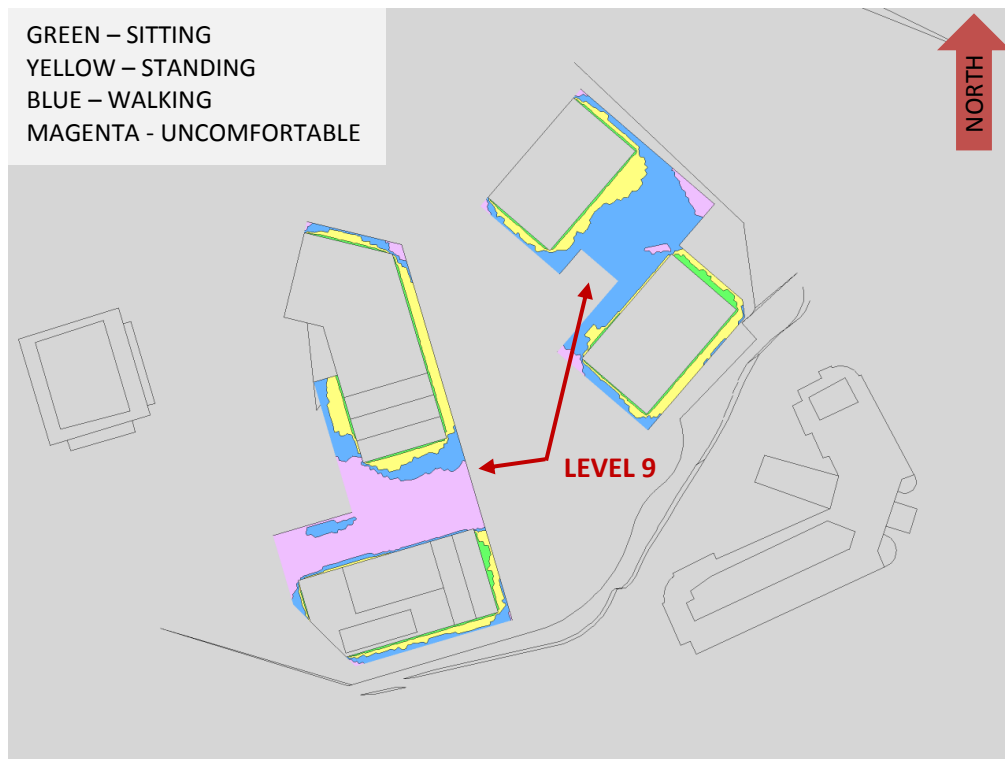 GREEN – SITTING
YELLOW – STANDING
BLUE – WALKING
MAGENTA - UNCOMFORTABLE
NORTH
LEVEL 9